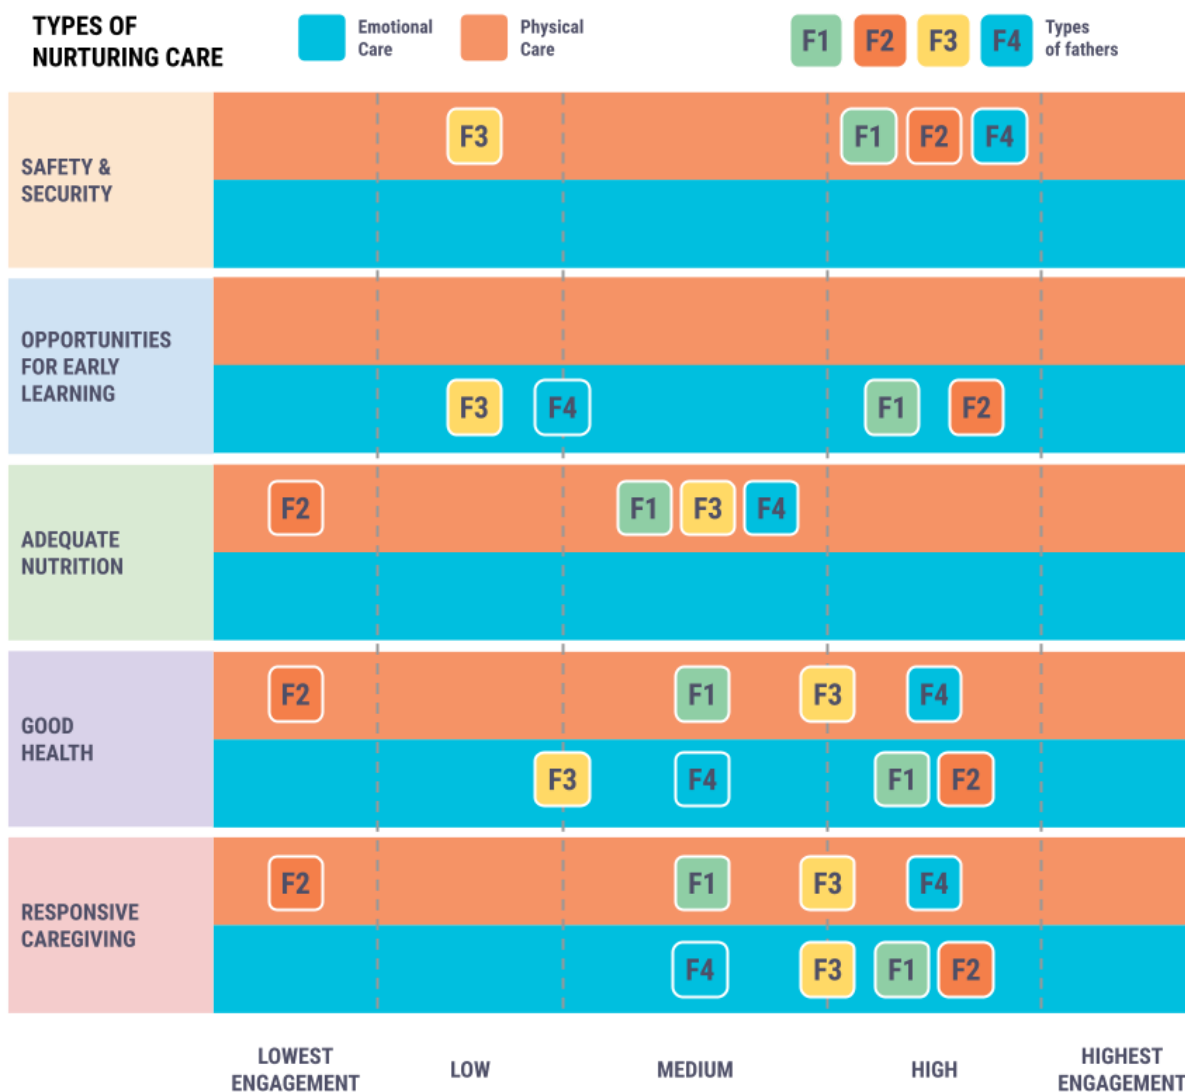 TYPES OF
NURTURING CARE
Emotional
Care
Physical
Care
F1 F2 F3 F4
Types
of fathers
SAFETY &
SECURITY
F3 F1 F2 F4
OPPORTUNITIES
FOR EARLY
LEARNING
F3 F4 F1 F2
ADEQUATE
NUTRITION
F2 F1 F3 F4
GOOD
HEALTH
F2 F1 F3 F4
F3 F4 F1 F2
RESPONSIVE
CAREGIVING
F2 F1 F3 F4
F4 F3 F1 F2
LOWEST
ENGAGEMENT
LOW
MEDIUM
HIGH
HIGHEST
ENGAGEMENT